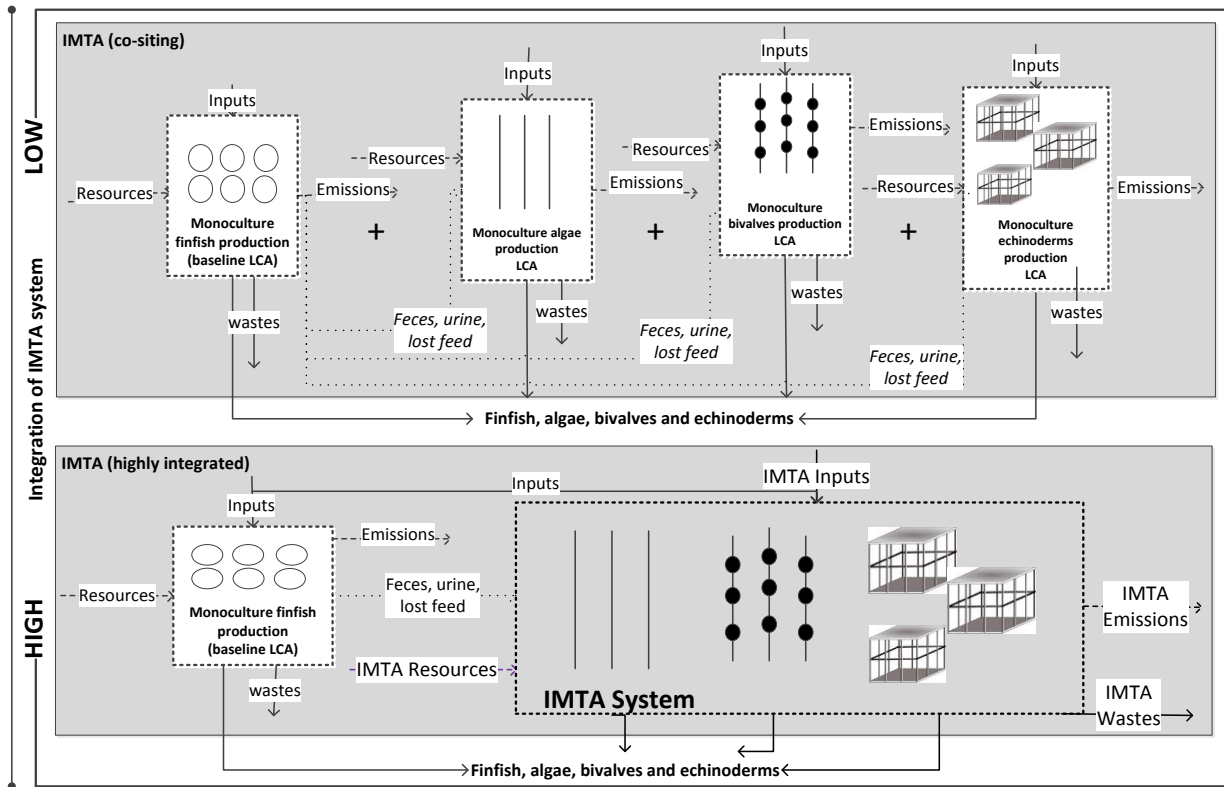 Integration of IMTA system
LOW
HIGH
IMTA (co-siting)
Inputs
Resources
Monoculture
finfish production
(baseline LCA)
Emissions
wastes
+
Inputs
Resources
Monoculture algae
production
LCA
Emissions
wastes
Feces, urine,
lost feed
+
Inputs
Resources
Monoculture
bivalves production
LCA
Emissions
wastes
Feces, urine,
lost feed
+
Inputs
Resources
Monoculture
echinoderms
production
LCA
Emissions
wastes
Feces, urine,
lost feed
Finfish, algae, bivalves and echinoderms
IMTA (highly integrated)
Inputs
Inputs
IMTA Inputs
Resources
Monoculture finfish
production
(baseline LCA)
Emissions
Feces, urine,
lost feed
wastes
IMTA Resources
IMTA System
IMTA
Emissions
IMTA
Wastes
Finfish, algae, bivalves and echinoderms